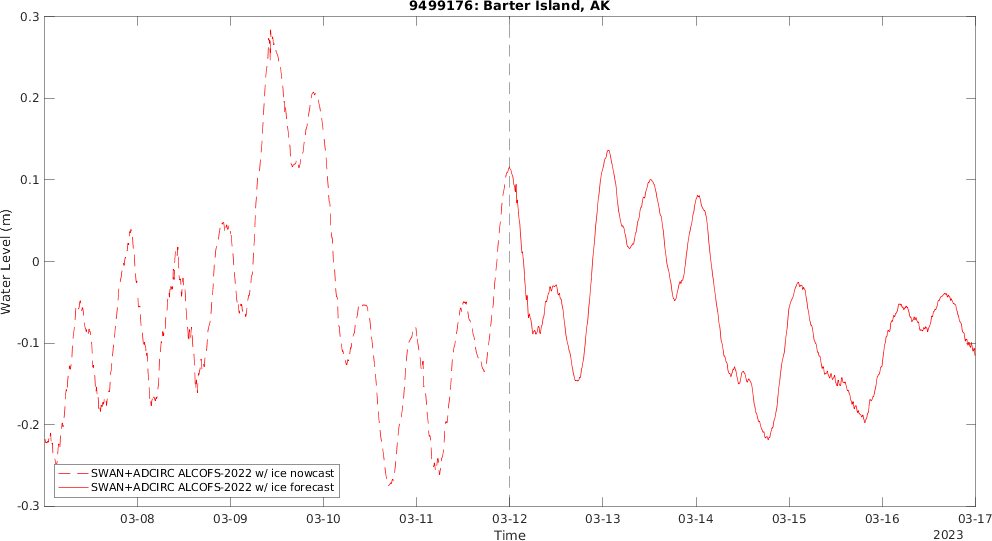 9499176: Barter Island, AK
0.3
0.2
0.1
0
-0.1
-0.2
-0.3
Water Level (m)
SWAN+ADCIRC ALCOFS-2022 w/ ice nowcast
SWAN+ADCIRC ALCOFS-2022 w/ ice forecast
03-08 03-09 03-10 03-11 03-12 03-13 03-14 03-15 03-16 03-17
Time
2023